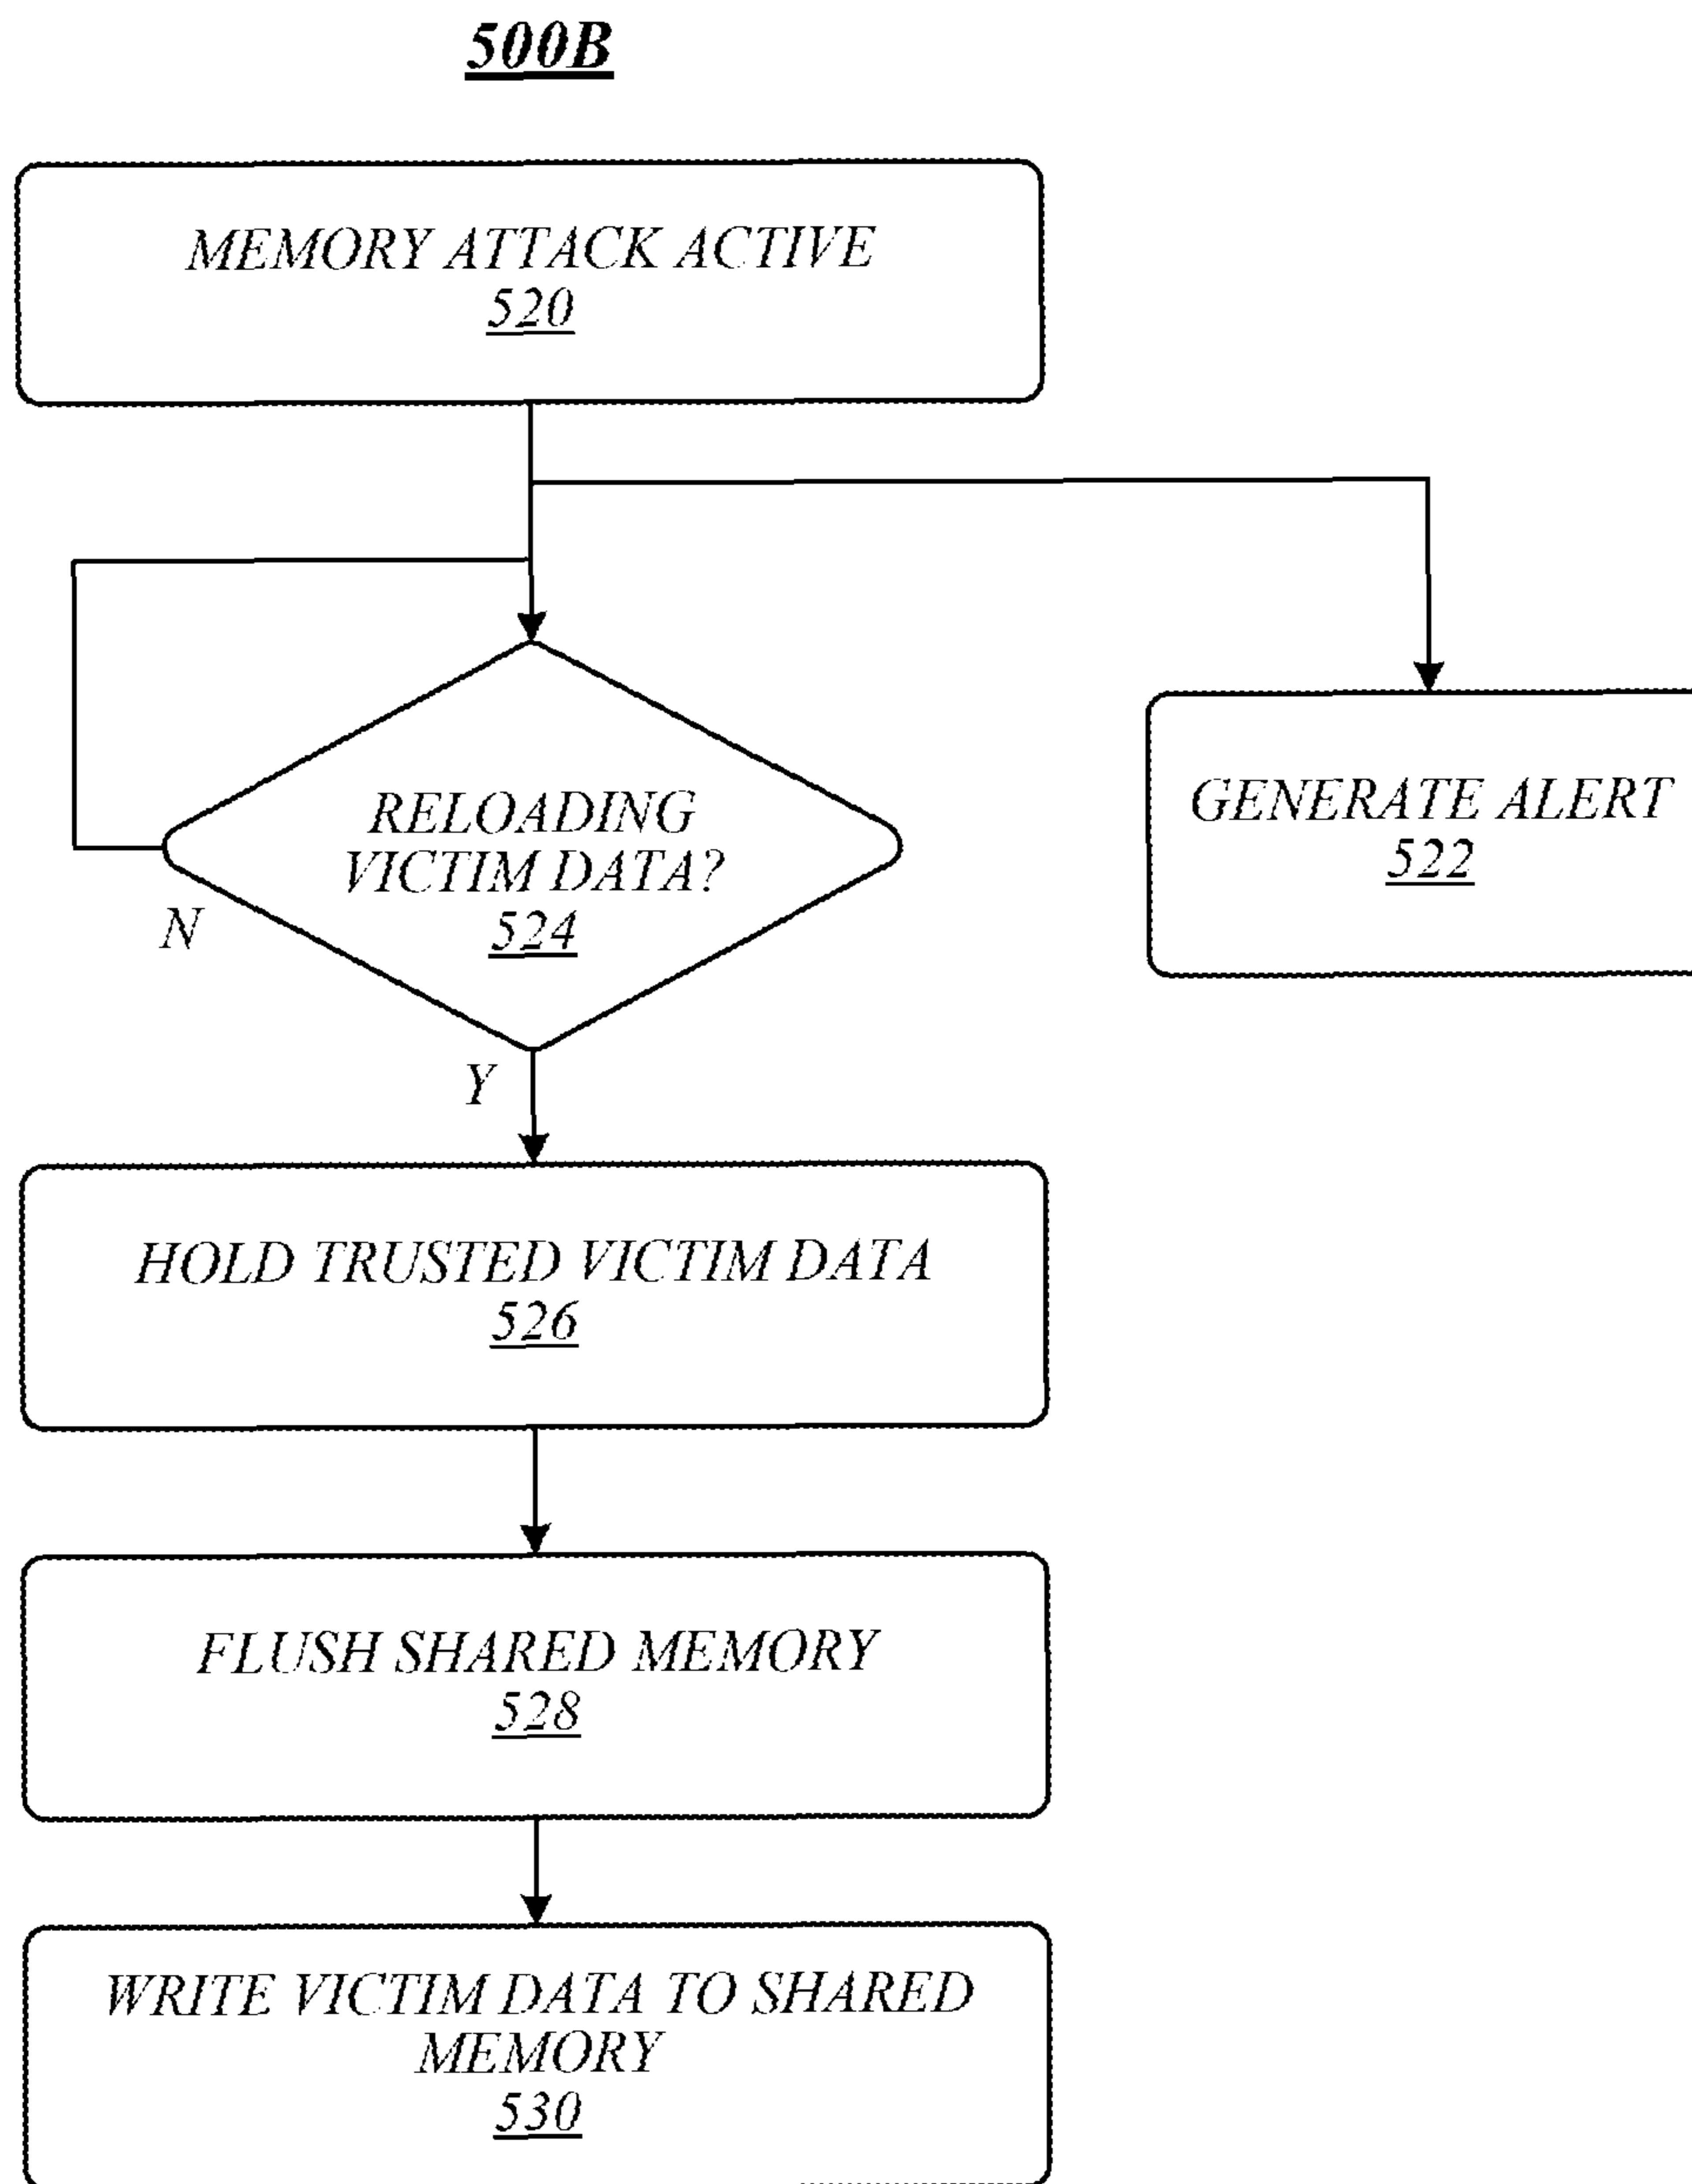 500B
MEMORY ATTACK ACTIVE
520
RELOADING
VICTIM DATA?
524
N
GENERATE ALERT
522
Y
HOLD TRUSTED VICTIM DATA
526
FLUSH SHARED MEMORY
528
WRITE VICTIM DATA TO SHARED
MEMORY
530